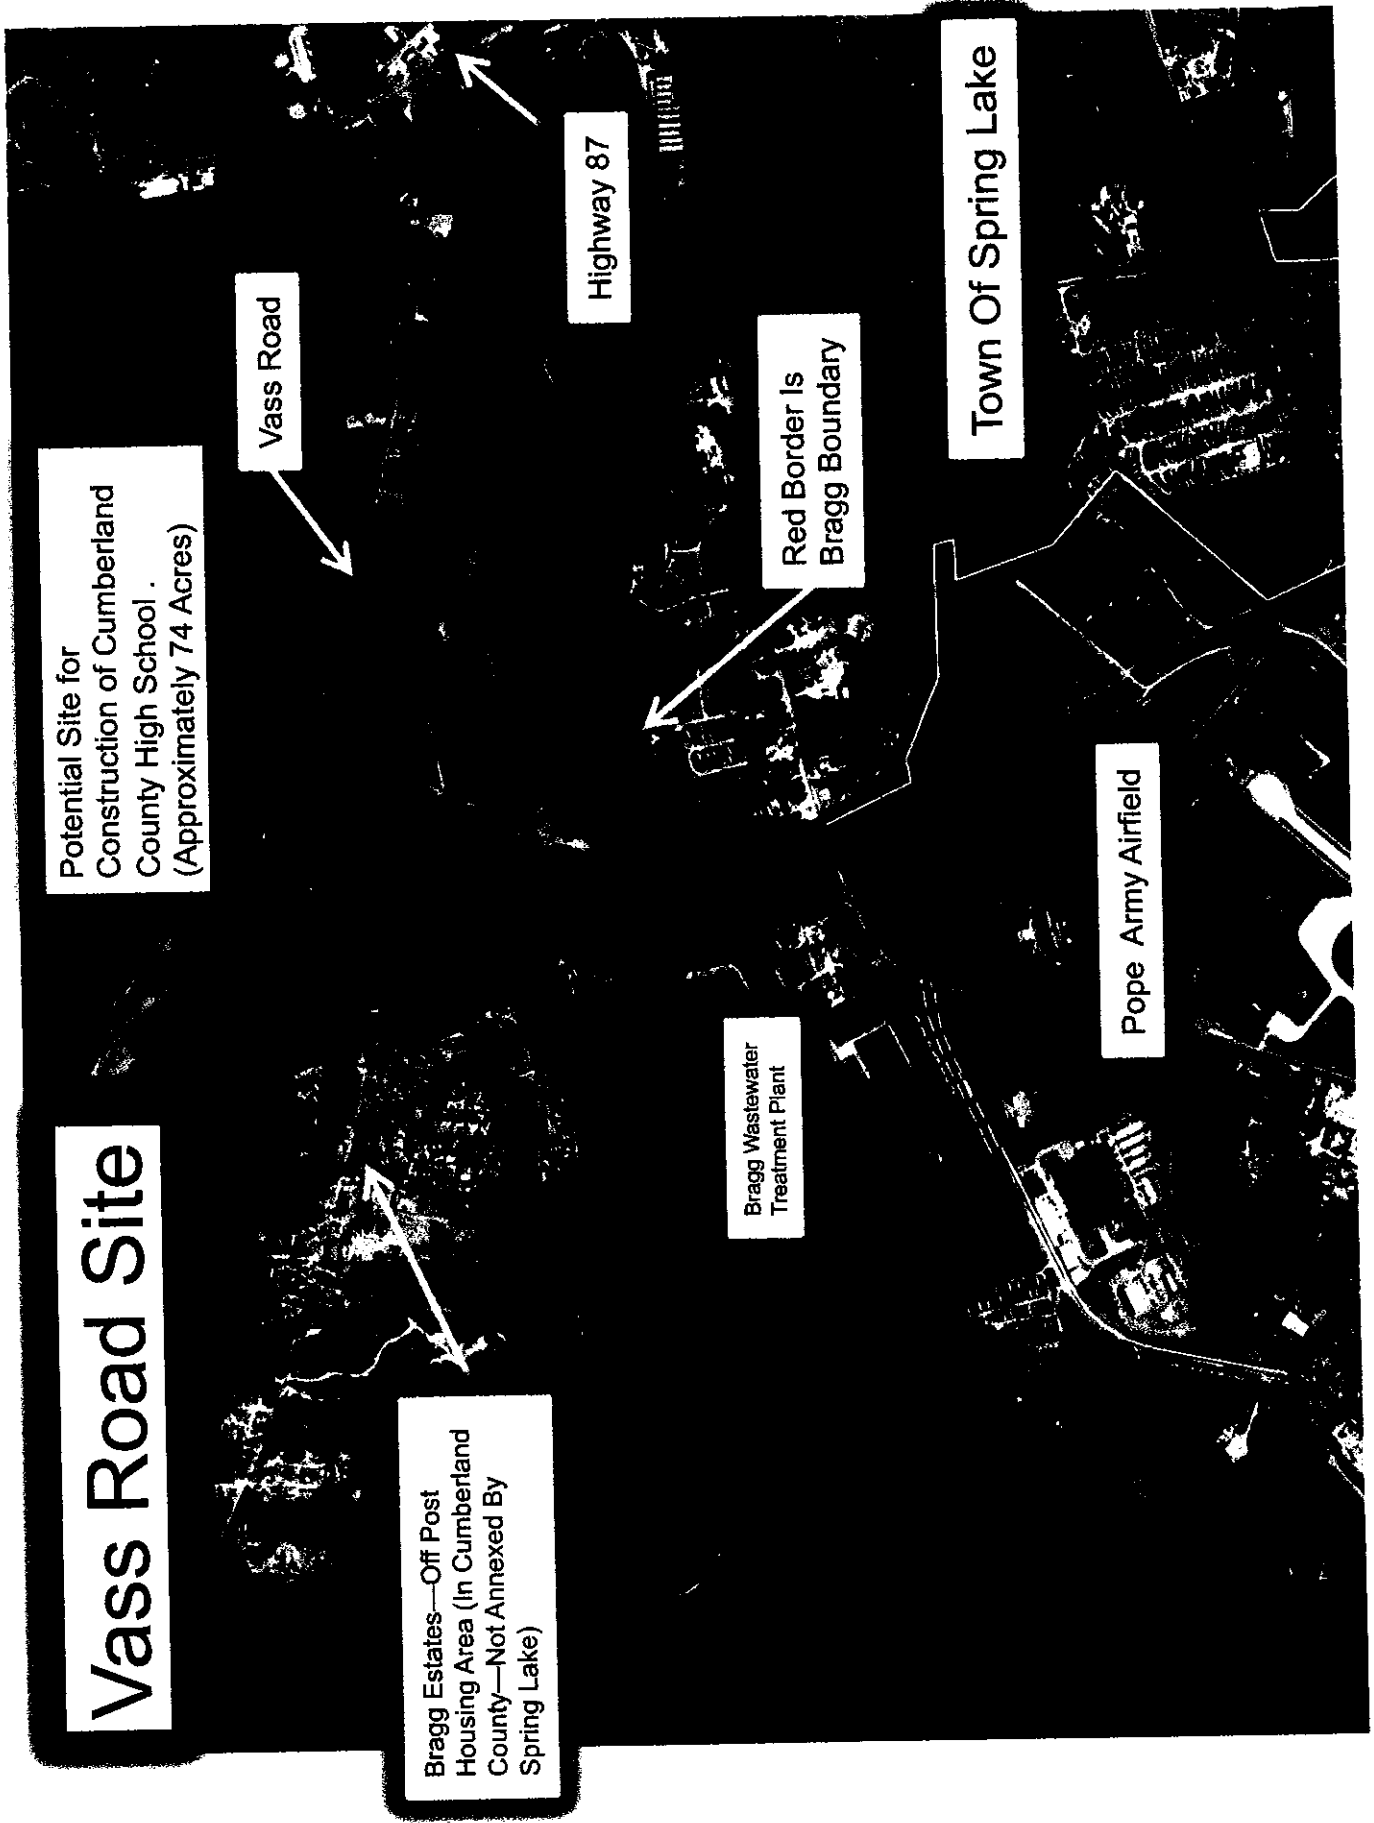 Vass Road Site
Potential Site for
Construction of Cumberland
County High School .
(Approximately 74 Acres)
Vass Road
Bragg Estates—Off Post
Housing Area (In Cumberland
County—Not Annexed By
Spring Lake)
Highway 87
Red Border Is
Bragg Boundary
Bragg Wastewater
Treatment Plant
Town Of Spring Lake
Pope Army Airfield